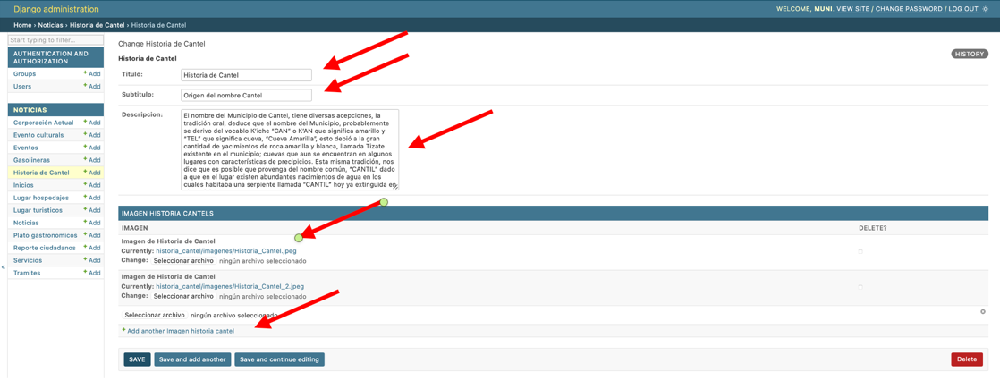 Django administration
WELCOME, MUNI. VIEW SITE / CHANGE PASSWORD / LOG OUT
Home › Noticias › Historia de Cantel › Historia de Cantel
Start typing to filter...
AUTHENTICATION AND
AUTHORIZATION
Groups + Add
Users + Add
NOTICIAS
Corporación Actual + Add
Evento culturals + Add
Eventos + Add
Gasolineras + Add
Historia de Cantel + Add
Inicios + Add
Lugar hospedajes + Add
Lugar turisticos + Add
Noticias + Add
Plato gastronomicos + Add
Reporte ciudadanos + Add
Servicios + Add
Tramites + Add
«
Change Historia de Cantel
HISTORY
Historia de Cantel
Titulo: Historia de Cantel
Subtitulo: Origen del nombre Cantel
Descripcion:
El nombre del Municipio de Cantel, tiene diversas acepciones, la
tradición oral, deduce que el nombre del Municipio, probablemente
se derivo del vocablo K'iche "CAN" o K'AN que significa amarillo y
"TEL" que significa cueva, "Cueva Amarilla", esto debió a la gran
cantidad de yacimientos de roca amarilla y blanca, llamada Tizate
existente en el municipio; cuevas que aun se encuentran en algunos
lugares con características de precipicios. Esta misma tradición, nos
dice que es posible que provenga del nombre común, "CANTIL" dado
a que en el lugar existen abundantes nacimientos de agua en los
cuales habitaba una serpiente llamada "CANTIL" hoy ya extinguida en
IMAGEN HISTORIA CANTELS
IMAGEN DELETE?
Imagen de Historia de Cantel
Currently: historia_cantel/imagenes/Historia_Cantel.jpeg
Change: Seleccionar archivo ningún archivo seleccionado
Imagen de Historia de Cantel
Currently: historia_cantel/imagenes/Historia_Cantel_2.jpeg
Change: Seleccionar archivo ningún archivo seleccionado
Seleccionar archivo ningún archivo seleccionado
+ Add another Imagen historia cantel
SAVE Save and add another Save and continue editing Delete